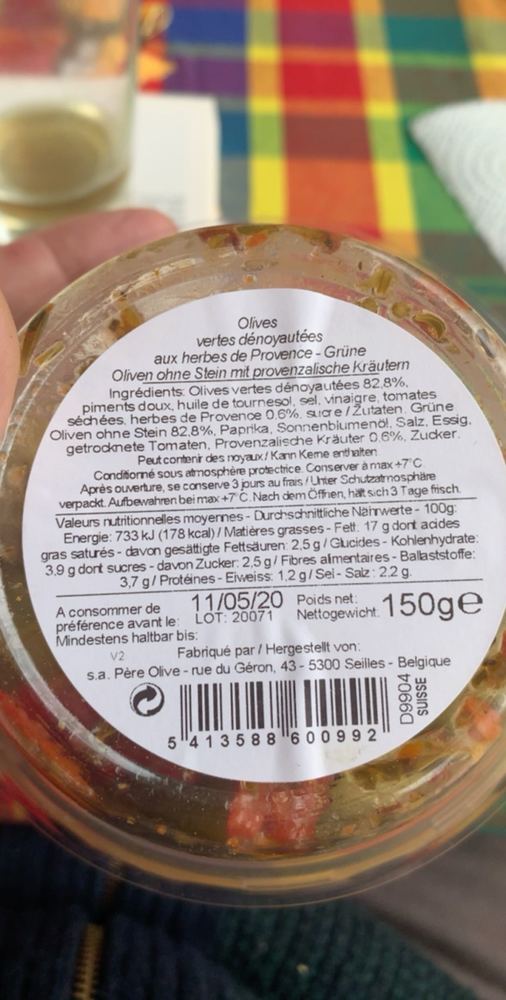 Olives
vertes dénoyautées
aux herbes de Provence - Grüne
Oliven ohne Stein mit provenzalische Kräutern
Ingrédients: Olives vertes dénoyautées 82,8%,
piments doux, huile de tournesol, sel, vinaigre, tomates
séchées, herbes de Provence 0,6%, sucre / Zutaten. Grüne
Oliven ohne Stein 82,8%, Paprika, Sonnenblumenöl, Salz, Essig,
getrocknete Tomaten, Provenzalische Kräuter 0,6%, Zucker.
Peut contenir des noyaux / Kann Kerne enthalten
Conditionné sous atmosphère protectrice. Conserver à max +7°C.
Après ouverture, se conserve 3 jours au frais / Unter Schutzatmosphäre
verpackt. Aufbewahren bei max +7°C. Nach dem Öffnen, hält sich 3 Tage frisch.
Valeurs nutritionnelles moyennes - Durchschnittliche Nährwerte - 100g:
Energie: 733 kJ (178 kcal) / Matières grasses - Fett: 17 g dont acides
gras saturés - davon gesättigte Fettsäuren: 2,5 g / Glucides - Kohlenhydrate:
3,9 g dont sucres - davon Zucker: 2,5 g / Fibres alimentaires - Ballaststoffe:
3,7 g / Protéines - Eiweiss: 1,2 g / Sel - Salz: 2,2 g.
A consommer de préférence avant le: Mindestens haltbar bis:
11/05/20
LOT: 20071
Poids net:
Nettogewicht:
150g e
V2
Fabriqué par / Hergestellt von:
s.a. Père Olive - rue du Géron, 43 - 5300 Seilles - Belgique
D9904
SUISSE
5 413588 600992